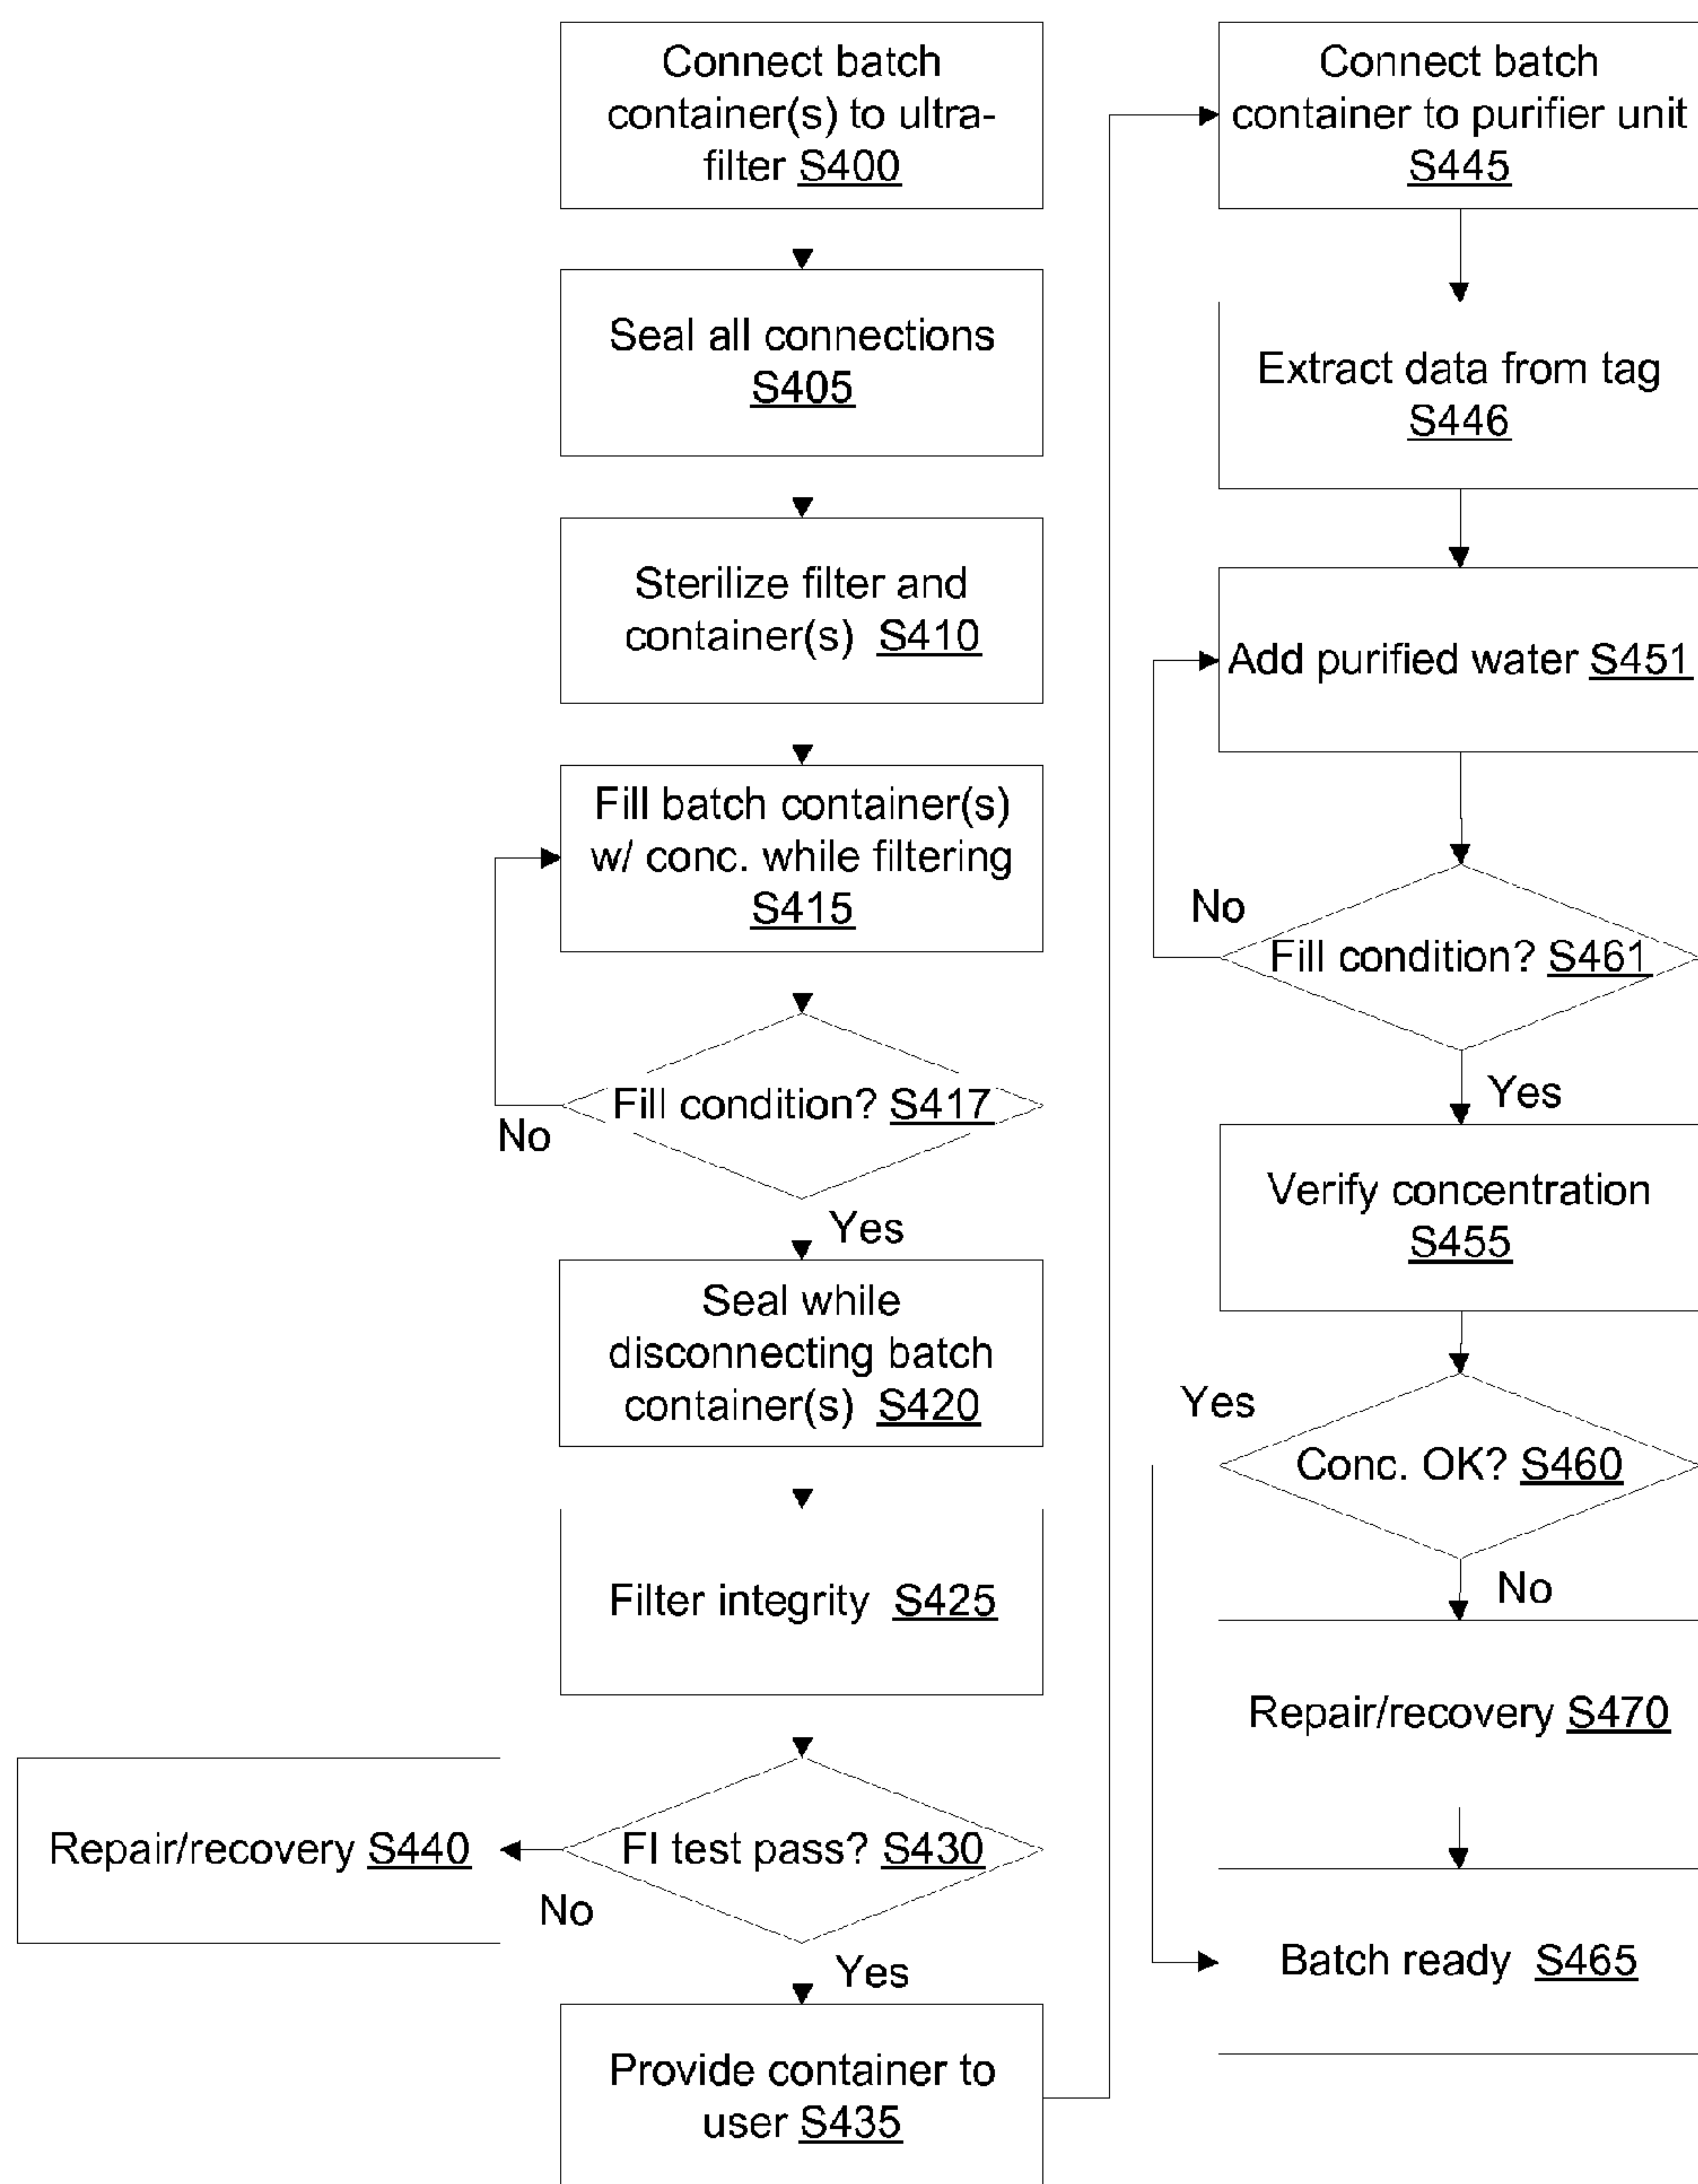 Connect batch
container(s) to ultra-
filter S400
Seal all connections
S405
Sterilize filter and
container(s) S410
Fill batch container(s)
w/ conc. while filtering
S415
Fill condition? S417
No
Yes
Seal while
disconnecting batch
container(s) S420
Filter integrity S425
Repair/recovery S440
FI test pass? S430
No
Yes
Provide container to
user S435
Connect batch
container to purifier unit
S445
Extract data from tag
S446
Add purified water S451
No
Fill condition? S461
Yes
Verify concentration
S455
Yes
Conc. OK? S460
No
Repair/recovery S470
Batch ready S465